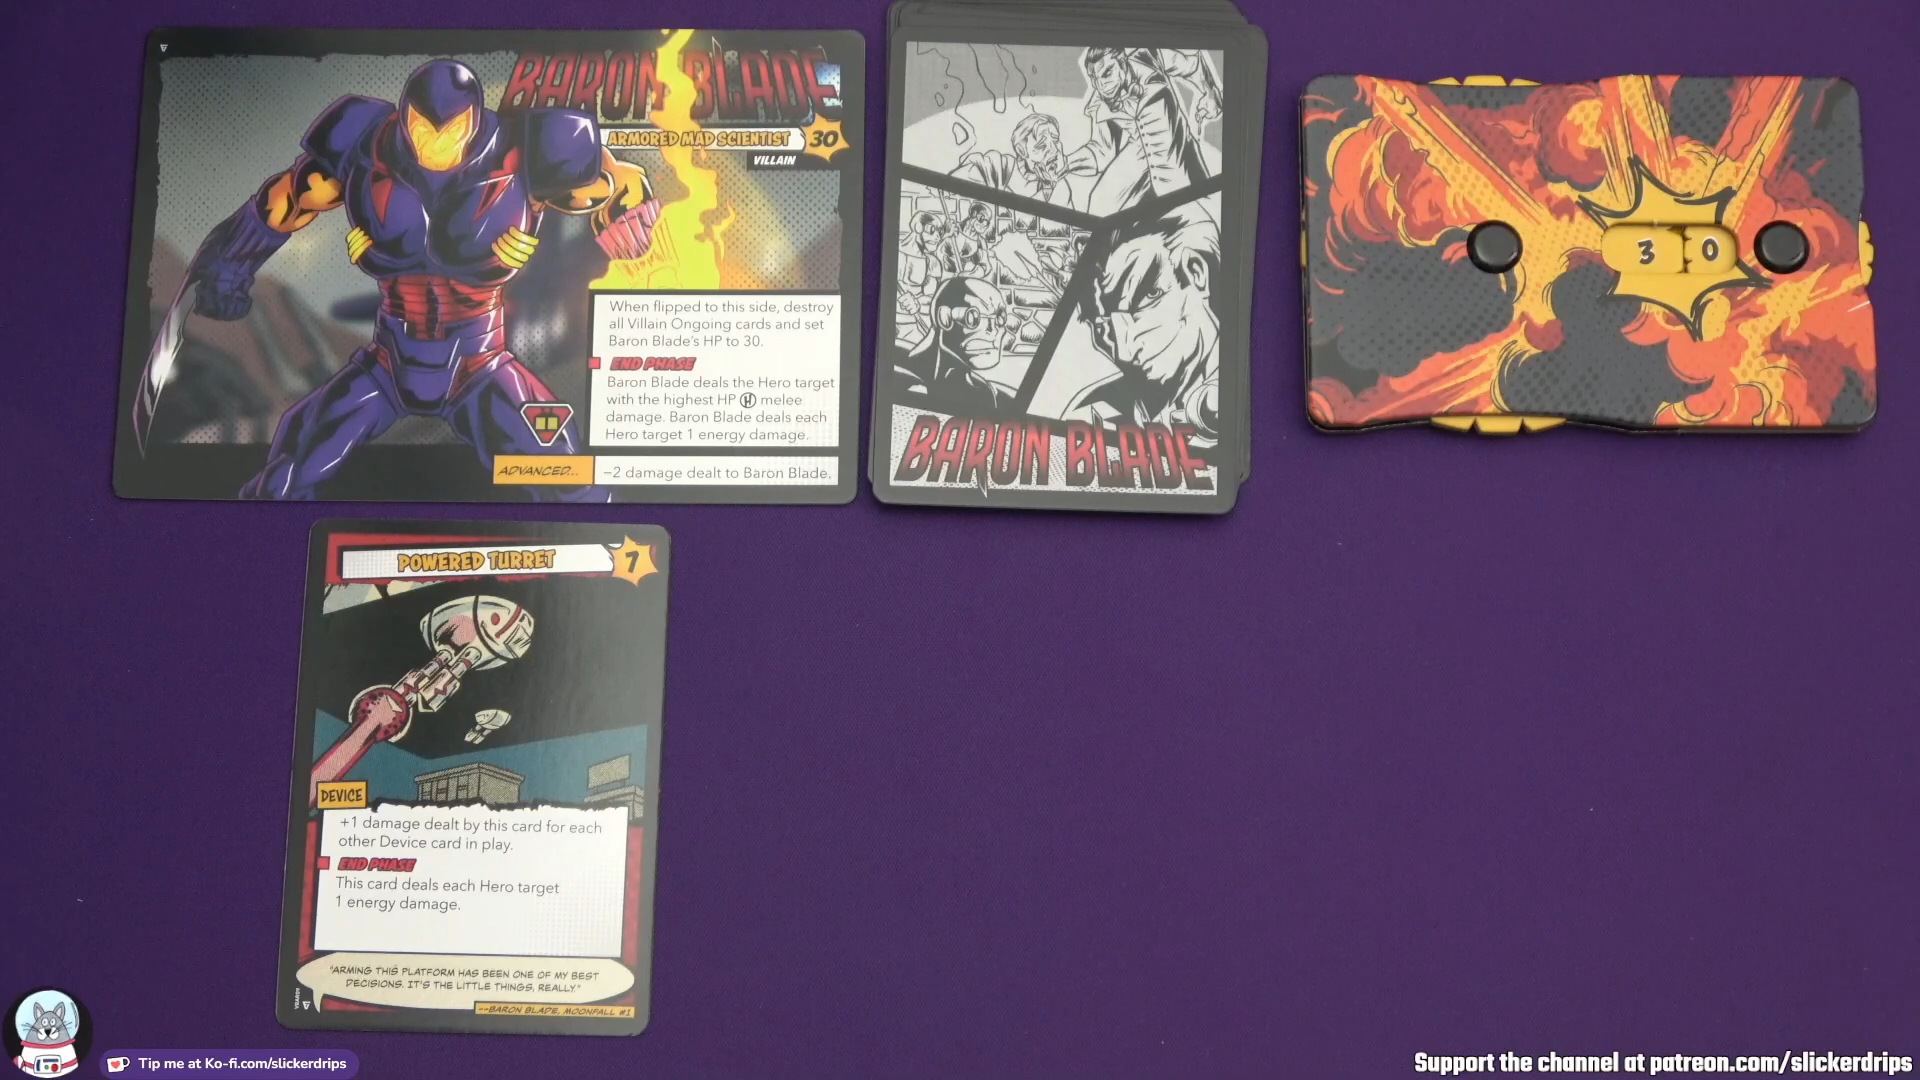 BARON BLADE
ARMORED MAD SCIENTIST 30
VILLAIN
When flipped to this side, destroy
all Villain Ongoing cards and set
Baron Blade's HP to 30.
END PHASE
Baron Blade deals the Hero target
with the highest HP H melee
damage. Baron Blade deals each
Hero target 1 energy damage.
ADVANCED... −2 damage dealt to Baron Blade.
BARON BLADE
3 0
POWERED TURRET 7
DEVICE
+1 damage dealt by this card for each
other Device card in play.
END PHASE
This card deals each Hero target
1 energy damage.
"ARMING THIS PLATFORM HAS BEEN ONE OF MY BEST
DECISIONS. IT'S THE LITTLE THINGS, REALLY."
--BARON BLADE, MOONFALL #1
Tip me at Ko-fi.com/slickerdrips
Support the channel at patreon.com/slickerdrips